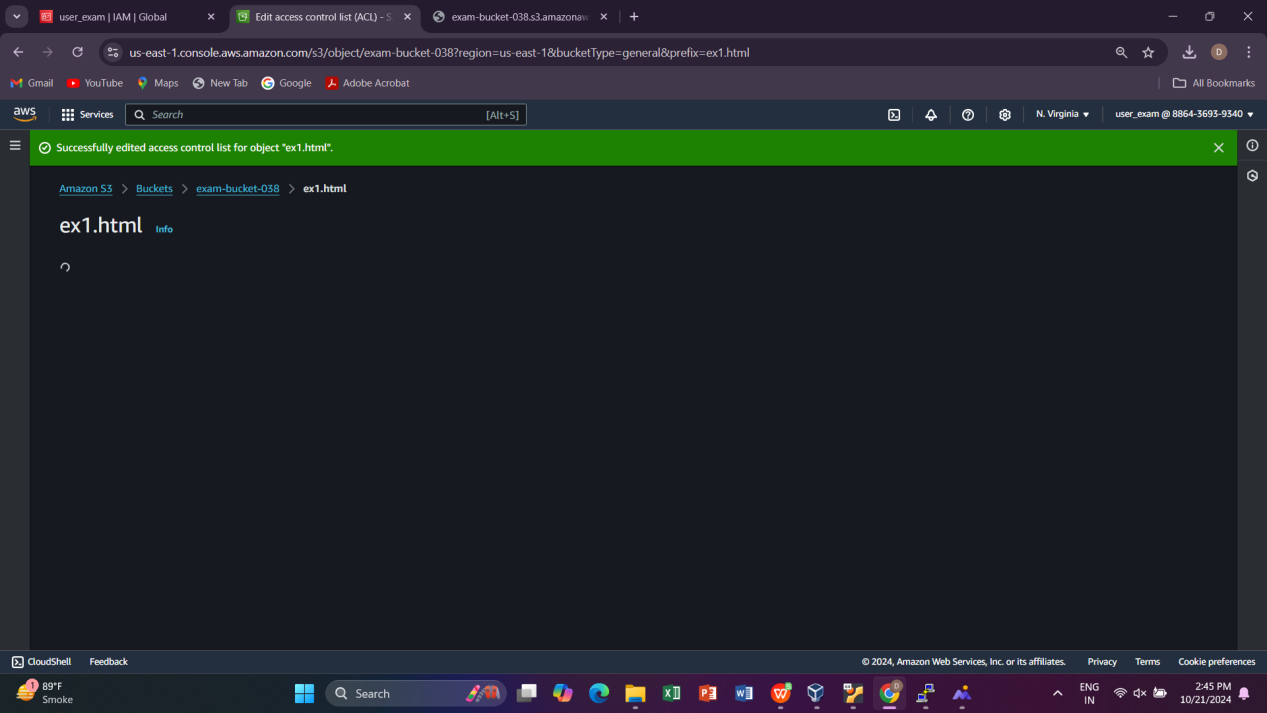 user_exam | IAM | Global
Edit access control list (ACL) - S
exam-bucket-038.s3.amazonaw
us-east-1.console.aws.amazon.com/s3/object/exam-bucket-038?region=us-east-1&bucketType=general&prefix=ex1.html
D
Gmail
YouTube
Maps
New Tab
Google
Adobe Acrobat
All Bookmarks
aws
Services
Search
[Alt+S]
N. Virginia
user_exam @ 8864-3693-9340
Successfully edited access control list for object "ex1.html".
Amazon S3
Buckets
exam-bucket-038
ex1.html
ex1.html
Info
CloudShell
Feedback
© 2024, Amazon Web Services, Inc. or its affiliates.
Privacy
Terms
Cookie preferences
1
89°F
Smoke
Search
D
ENG
IN
2:45 PM
10/21/2024